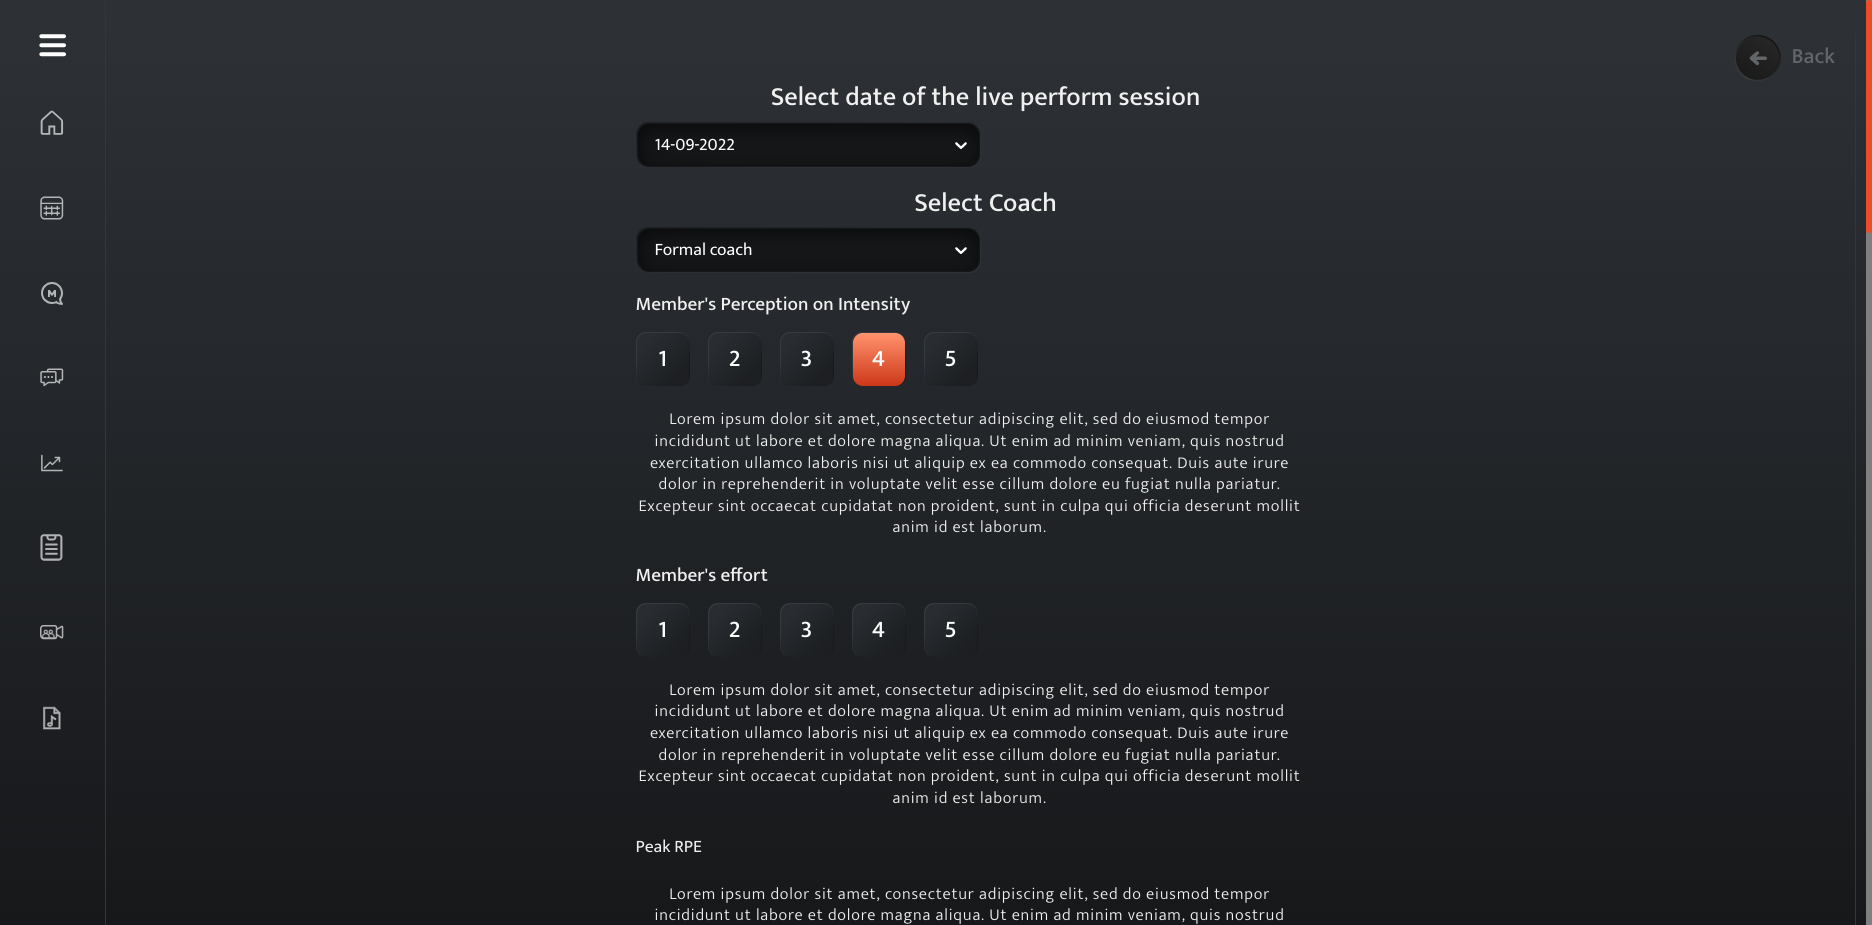 Back
Select date of the live perform session
14-09-2022
Select Coach
Formal coach
Member's Perception on Intensity
1 2 3 4 5
Lorem ipsum dolor sit amet, consectetur adipiscing elit, sed do eiusmod tempor
incididunt ut labore et dolore magna aliqua. Ut enim ad minim veniam, quis nostrud
exercitation ullamco laboris nisi ut aliquip ex ea commodo consequat. Duis aute irure
dolor in reprehenderit in voluptate velit esse cillum dolore eu fugiat nulla pariatur.
Excepteur sint occaecat cupidatat non proident, sunt in culpa qui officia deserunt mollit
anim id est laborum.
Member's effort
1 2 3 4 5
Lorem ipsum dolor sit amet, consectetur adipiscing elit, sed do eiusmod tempor
incididunt ut labore et dolore magna aliqua. Ut enim ad minim veniam, quis nostrud
exercitation ullamco laboris nisi ut aliquip ex ea commodo consequat. Duis aute irure
dolor in reprehenderit in voluptate velit esse cillum dolore eu fugiat nulla pariatur.
Excepteur sint occaecat cupidatat non proident, sunt in culpa qui officia deserunt mollit
anim id est laborum.
Peak RPE
Lorem ipsum dolor sit amet, consectetur adipiscing elit, sed do eiusmod tempor
incididunt ut labore et dolore magna aliqua. Ut enim ad minim veniam, quis nostrud
M